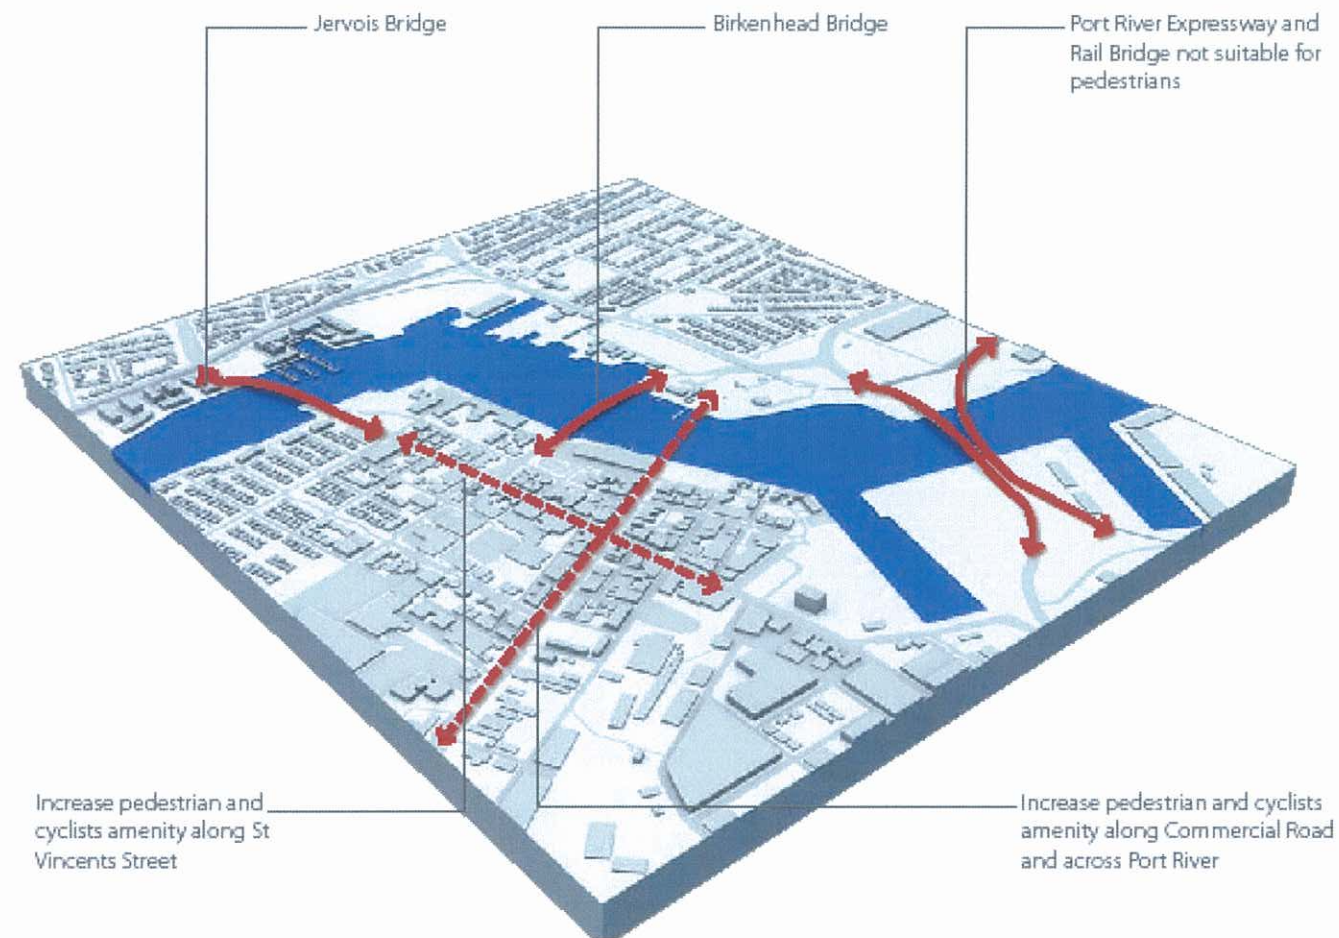 Jervois Bridge
Birkenhead Bridge
Port River Expressway and
Rail Bridge not suitable for
pedestrians
Increase pedestrian and
cyclists amenity along St
Vincents Street
Increase pedestrian and cyclists
amenity along Commercial Road
and across Port River